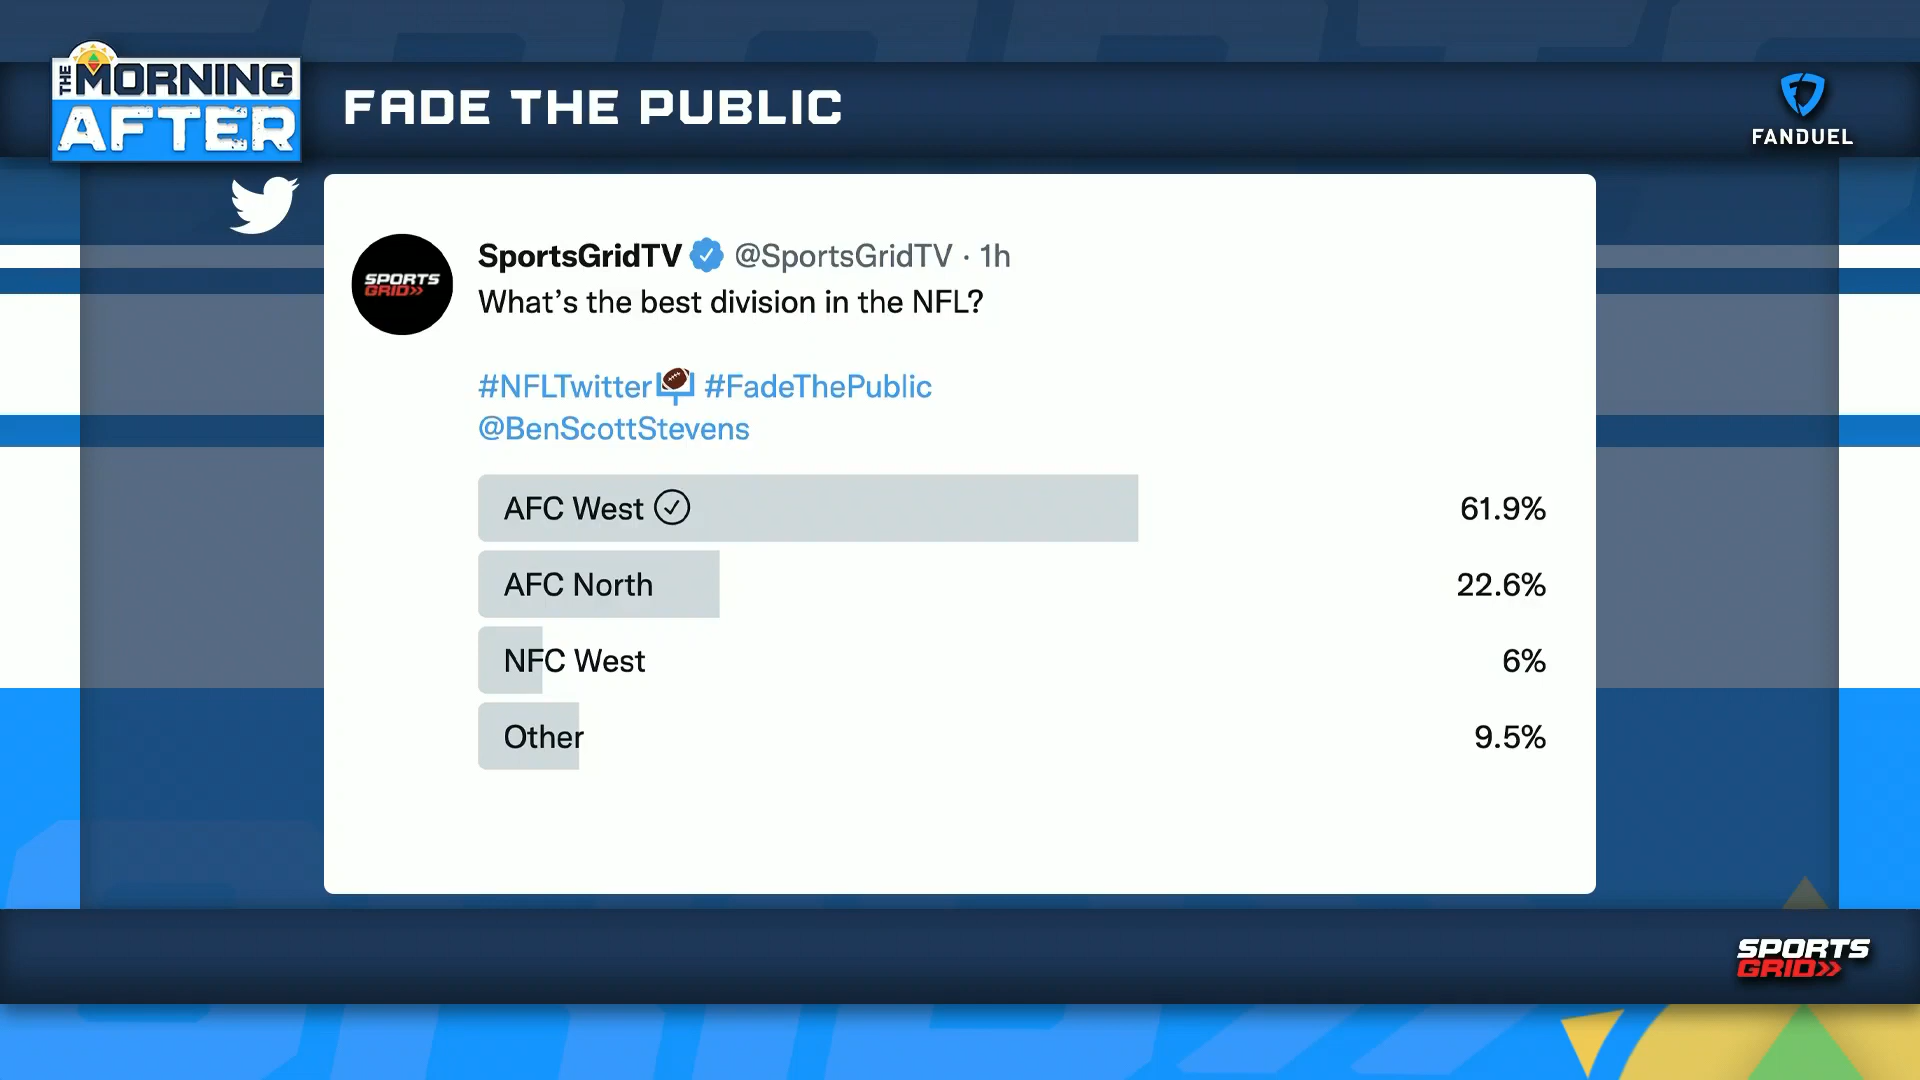 THE MORNING
AFTER
FADE THE PUBLIC
FANDUEL
SPORTS
GRID
SportsGridTV @SportsGridTV · 1h
What's the best division in the NFL?
#NFLTwitter🏈 #FadeThePublic
@BenScottStevens
AFC West 61.9%
AFC North 22.6%
NFC West 6%
Other 9.5%
SPORTS
GRID